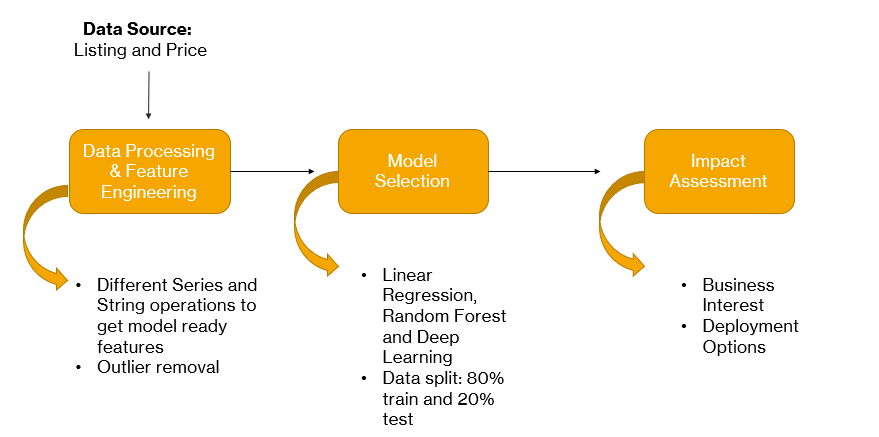 Data Source:
Listing and Price
Data Processing
& Feature
Engineering
Model
Selection
Impact
Assessment
• Different Series and
String operations to
get model ready
features
• Outlier removal
• Linear
Regression,
Random Forest
and Deep
Learning
• Data split: 80%
train and 20%
test
• Business
Interest
• Deployment
Options